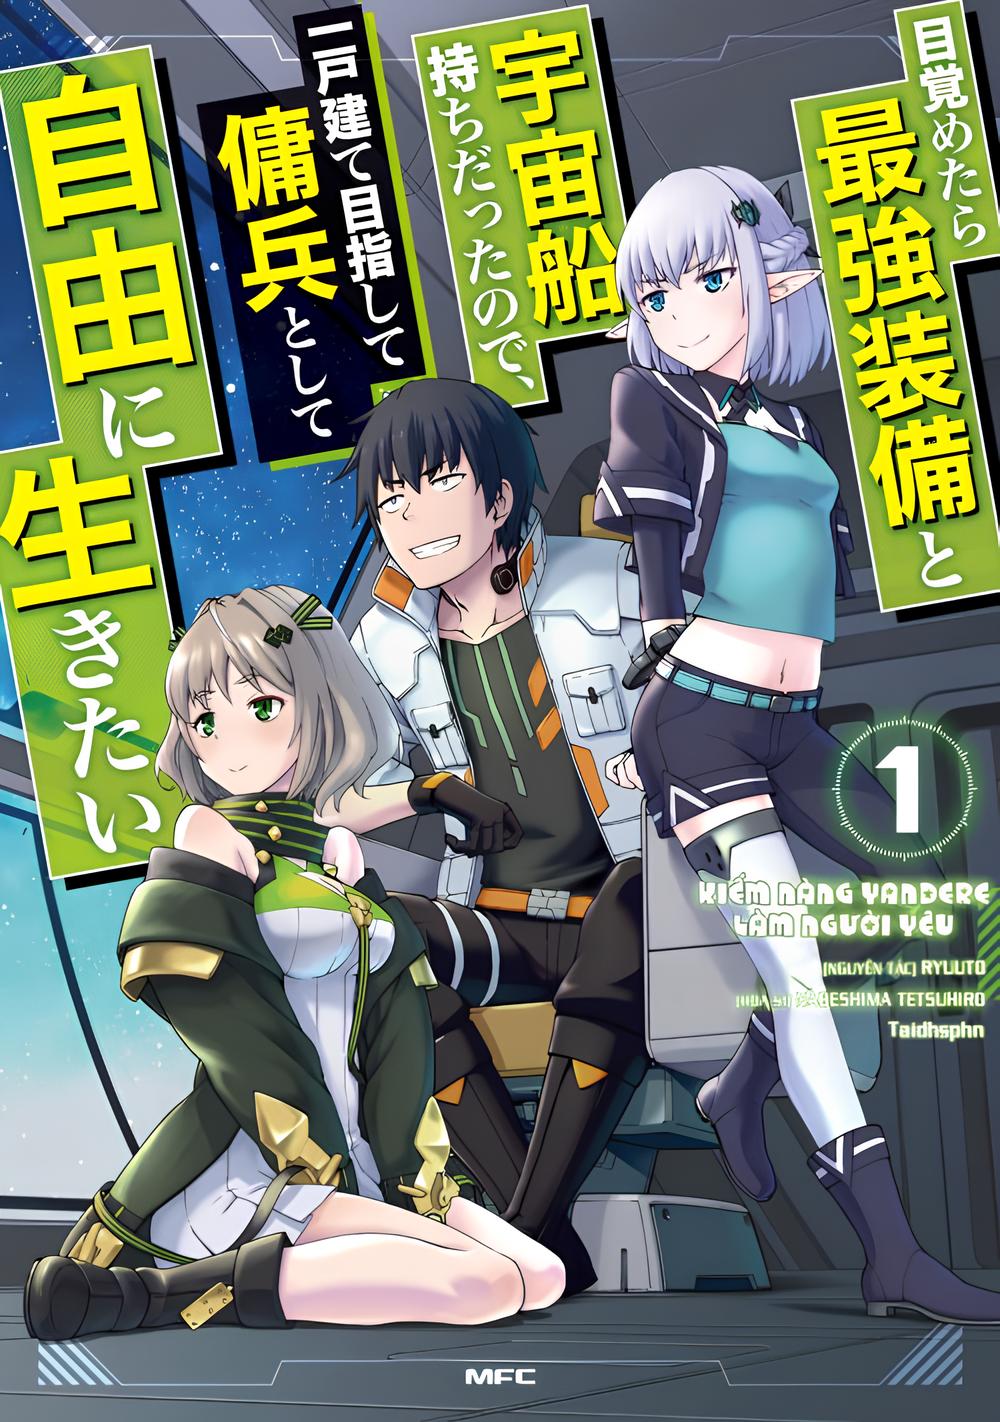 目覚めたら
最強装備と
宇宙船
持ちだったので、
一戸建て目指して
傭兵として
自由に
生きたい
1
KIẾM NÀNG YANDERE
LÀM NGƯỜI YÊU
[NGUYÊN TÁC] RYUUTO
TETSUHIRO
Taidhsphn
MFC